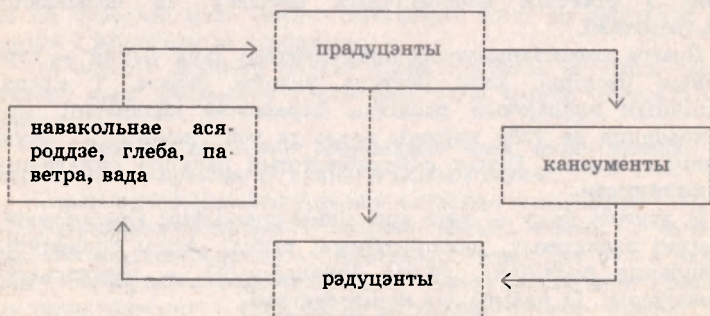 прадуцэнты
навакольнае ася-
роддзе, глеба, па-
ветра, вада
кансументы
рэдуцэнты